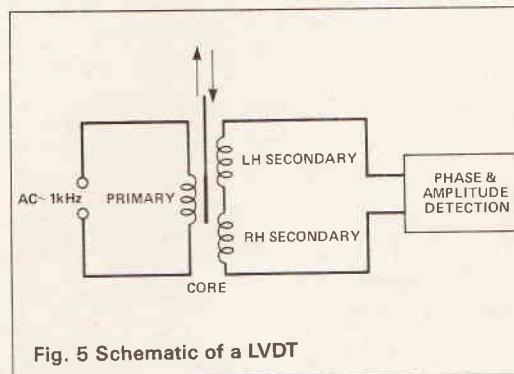 LH SECONDARY
AC~ 1kHz
PRIMARY
PHASE &
AMPLITUDE
DETECTION
RH SECONDARY
CORE
Fig. 5 Schematic of a LVDT